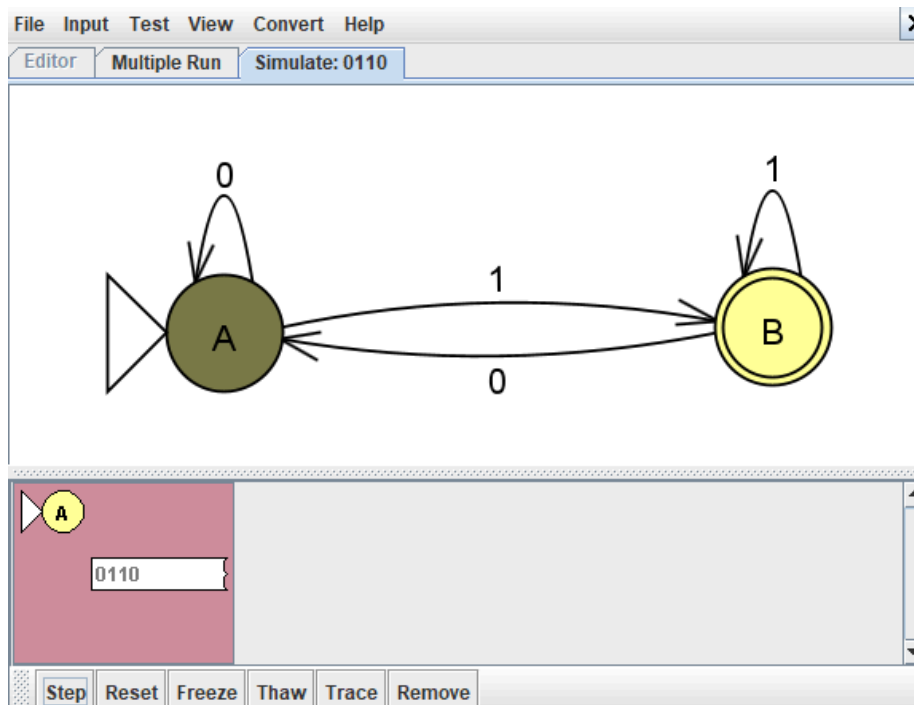 File Input Test View Convert Help
Editor Multiple Run Simulate: 0110
0 1
1
A B
0
A
0110
Step Reset Freeze Thaw Trace Remove